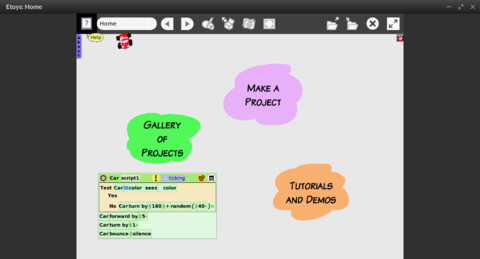 Etoys: Home
?
Home
Help
MAKE A
PROJECT
GALLERY
OF
PROJECTS
Car script1 ! ticking
Test Car color sees color
Yes
No Car turn by (160) + random (40)
Car forward by 5
Car turn by 1
Car bounce silence
TUTORIALS
AND DEMOS